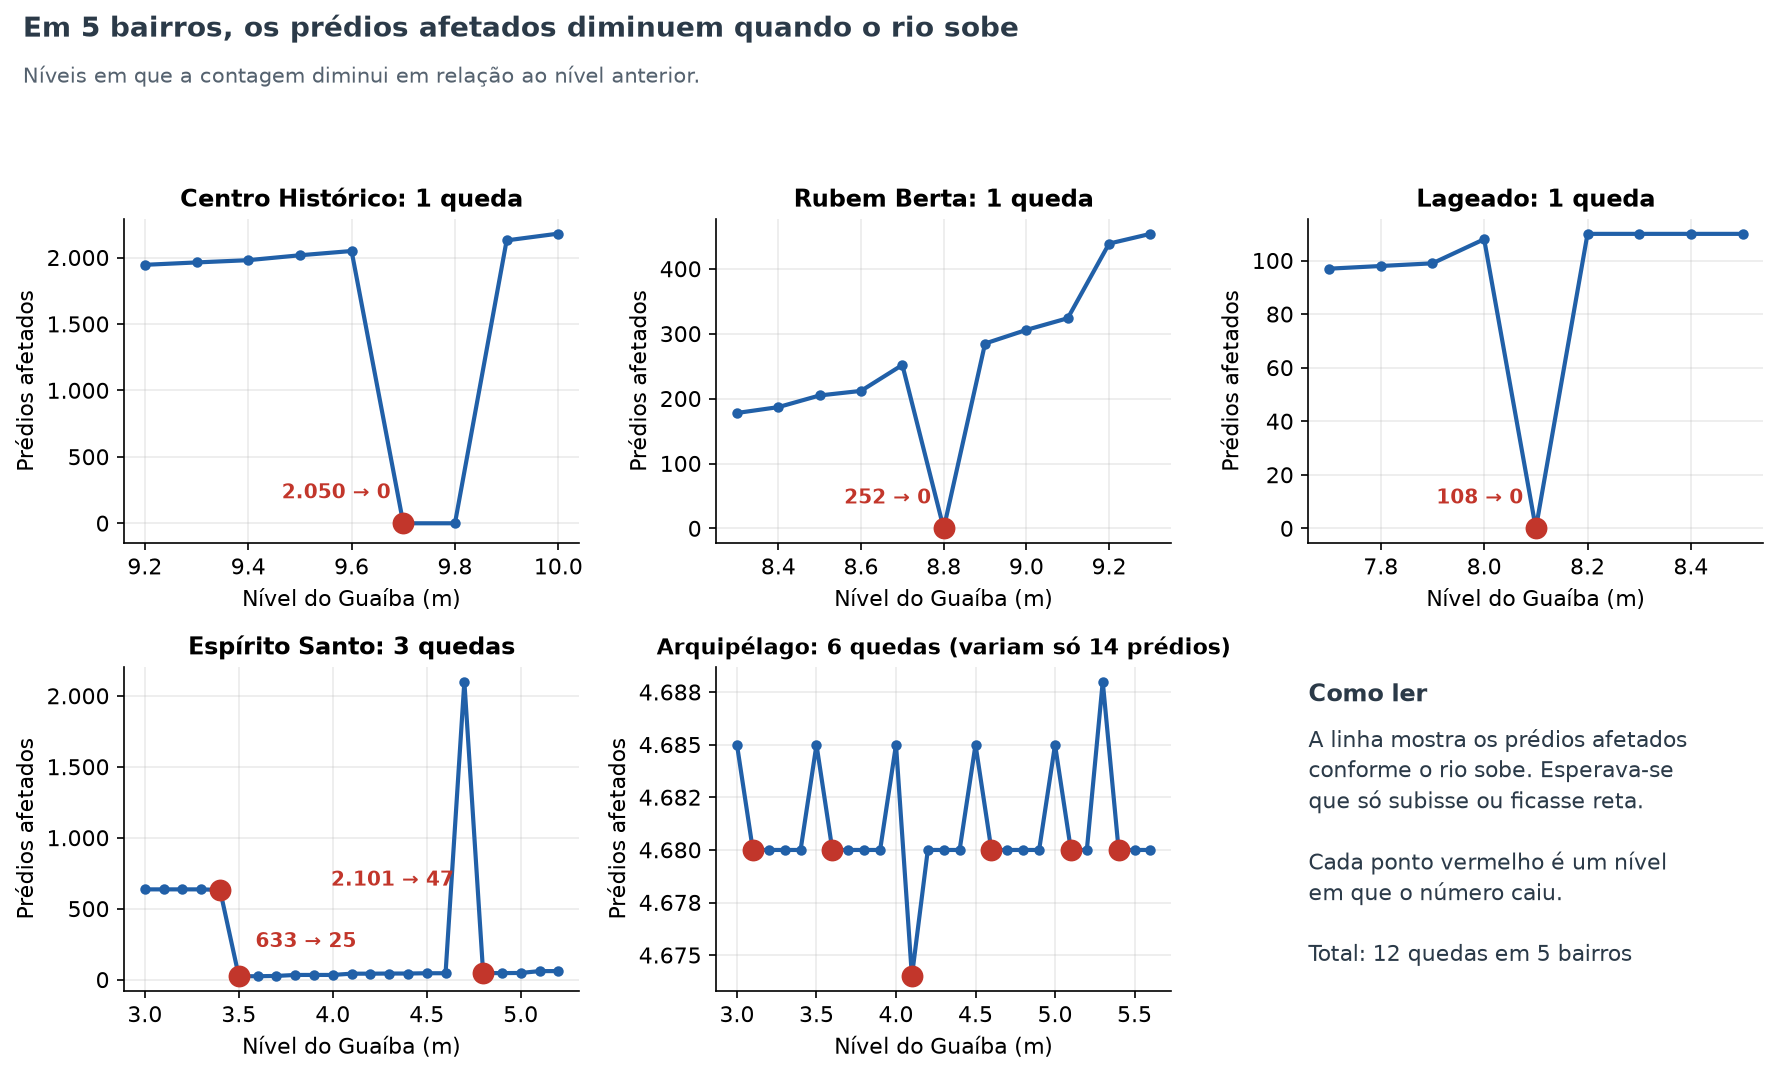 Em 5 bairros, os prédios afetados diminuem quando o rio sobe
Níveis em que a contagem diminui em relação ao nível anterior.
Centro Histórico: 1 queda
Prédios afetados
2.000
1.500
1.000
500
0
2.050 → 0
9.2 9.4 9.6 9.8 10.0
Nível do Guaíba (m)
Rubem Berta: 1 queda
Prédios afetados
400
300
200
100
0
252 → 0
8.4 8.6 8.8 9.0 9.2
Nível do Guaíba (m)
Lageado: 1 queda
Prédios afetados
100
80
60
40
20
0
108 → 0
7.8 8.0 8.2 8.4
Nível do Guaíba (m)
Espírito Santo: 3 quedas
Prédios afetados
2.000
1.500
1.000
500
0
2.101 → 47
633 → 25
3.0 3.5 4.0 4.5 5.0
Nível do Guaíba (m)
Arquipélago: 6 quedas (variam só 14 prédios)
Prédios afetados
4.688
4.685
4.682
4.680
4.678
4.675
3.0 3.5 4.0 4.5 5.0 5.5
Nível do Guaíba (m)
Como ler
A linha mostra os prédios afetados
conforme o rio sobe. Esperava-se
que só subisse ou ficasse reta.
Cada ponto vermelho é um nível
em que o número caiu.
Total: 12 quedas em 5 bairros